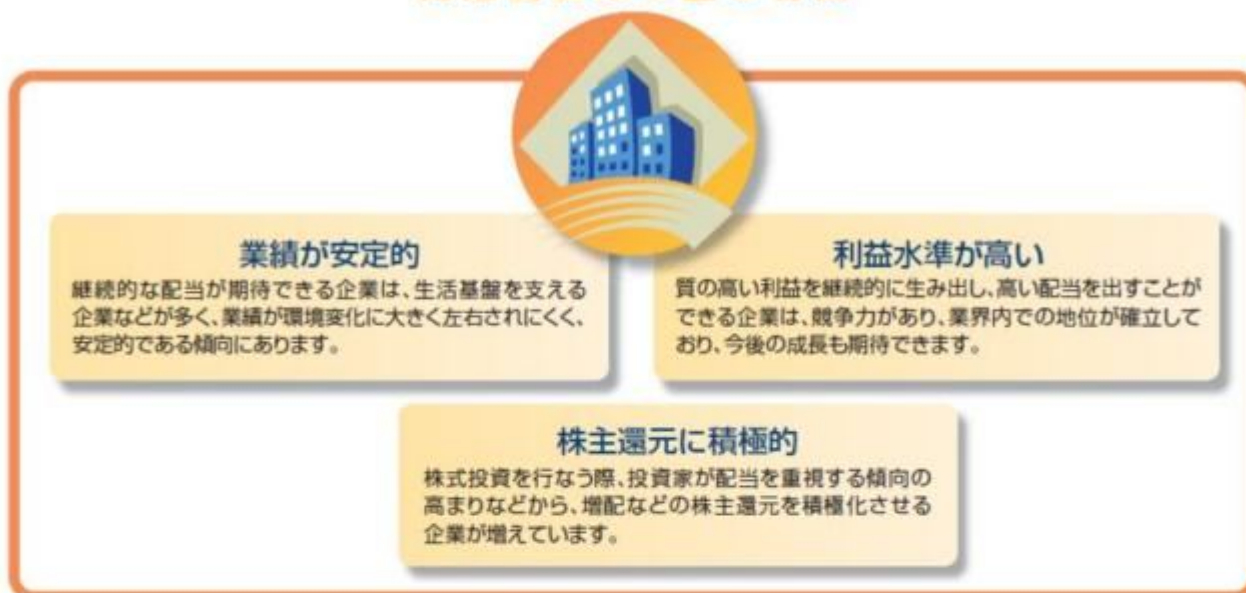 業績が安定的
継続的な配当が期待できる企業は、生活基盤を支える
企業などが多く、業績が環境変化に大きく左右されにくく、
安定的である傾向にあります。
利益水準が高い
質の高い利益を継続的に生み出し、高い配当を出すことが
できる企業は、競争力があり、業界内での地位が確立して
おり、今後の成長も期待できます。
株主還元に積極的
株式投資を行なう際、投資家が配当を重視する傾向の
高まりなどから、増配などの株主還元を積極化させる
企業が増えています。